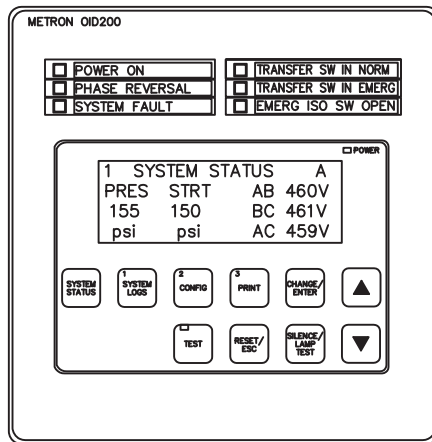 METRON OID200
POWER ON
PHASE REVERSAL
SYSTEM FAULT
TRANSFER SW IN NORM
TRANSFER SW IN EMERG
EMERG ISO SW OPEN
POWER
1 SYSTEM STATUS A
PRES STRT AB 460V
155 150 BC 461V
psi psi AC 459V
SYSTEM
STATUS
1
SYSTEM
LOGS
2
CONFIG
3
PRINT
CHANGE/
ENTER
TEST
RESET/
ESC
SILENCE/
LAMP
TEST